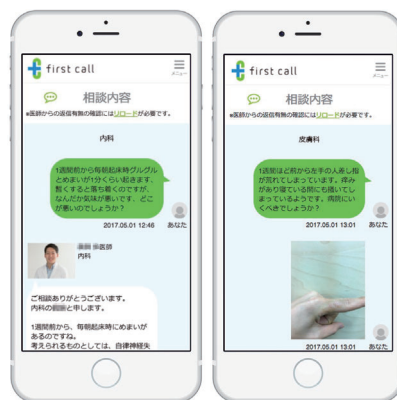 first call
メニュー
相談内容
※医師からの返信有無の確認にはリロードが必要です。
内科
1週間前から毎朝起床時グルグル
とめまいが1分くらい起きます。
暫くすると落ち着くのですが、
なんだか気味が悪いです、どこ
が悪いのでしょうか？
2017.05.01 12:46 あなた
医師
内科
ご相談ありがとうございます。
内科の と申します。
1週間前から、毎朝起床時にめまいが
あるのですね。
考えられるものとしては、自律神経失
first call
メニュー
相談内容
※医師からの返信有無の確認にはリロードが必要です。
皮膚科
1週間ほど前から左手の人差し指
が荒れてしまっています。痒み
があり寝ている間にも掻いてし
まっているようです。病院にい
くべきでしょうか？
2017.05.01 13:01 あなた
2017.05.01 13:01 あなた